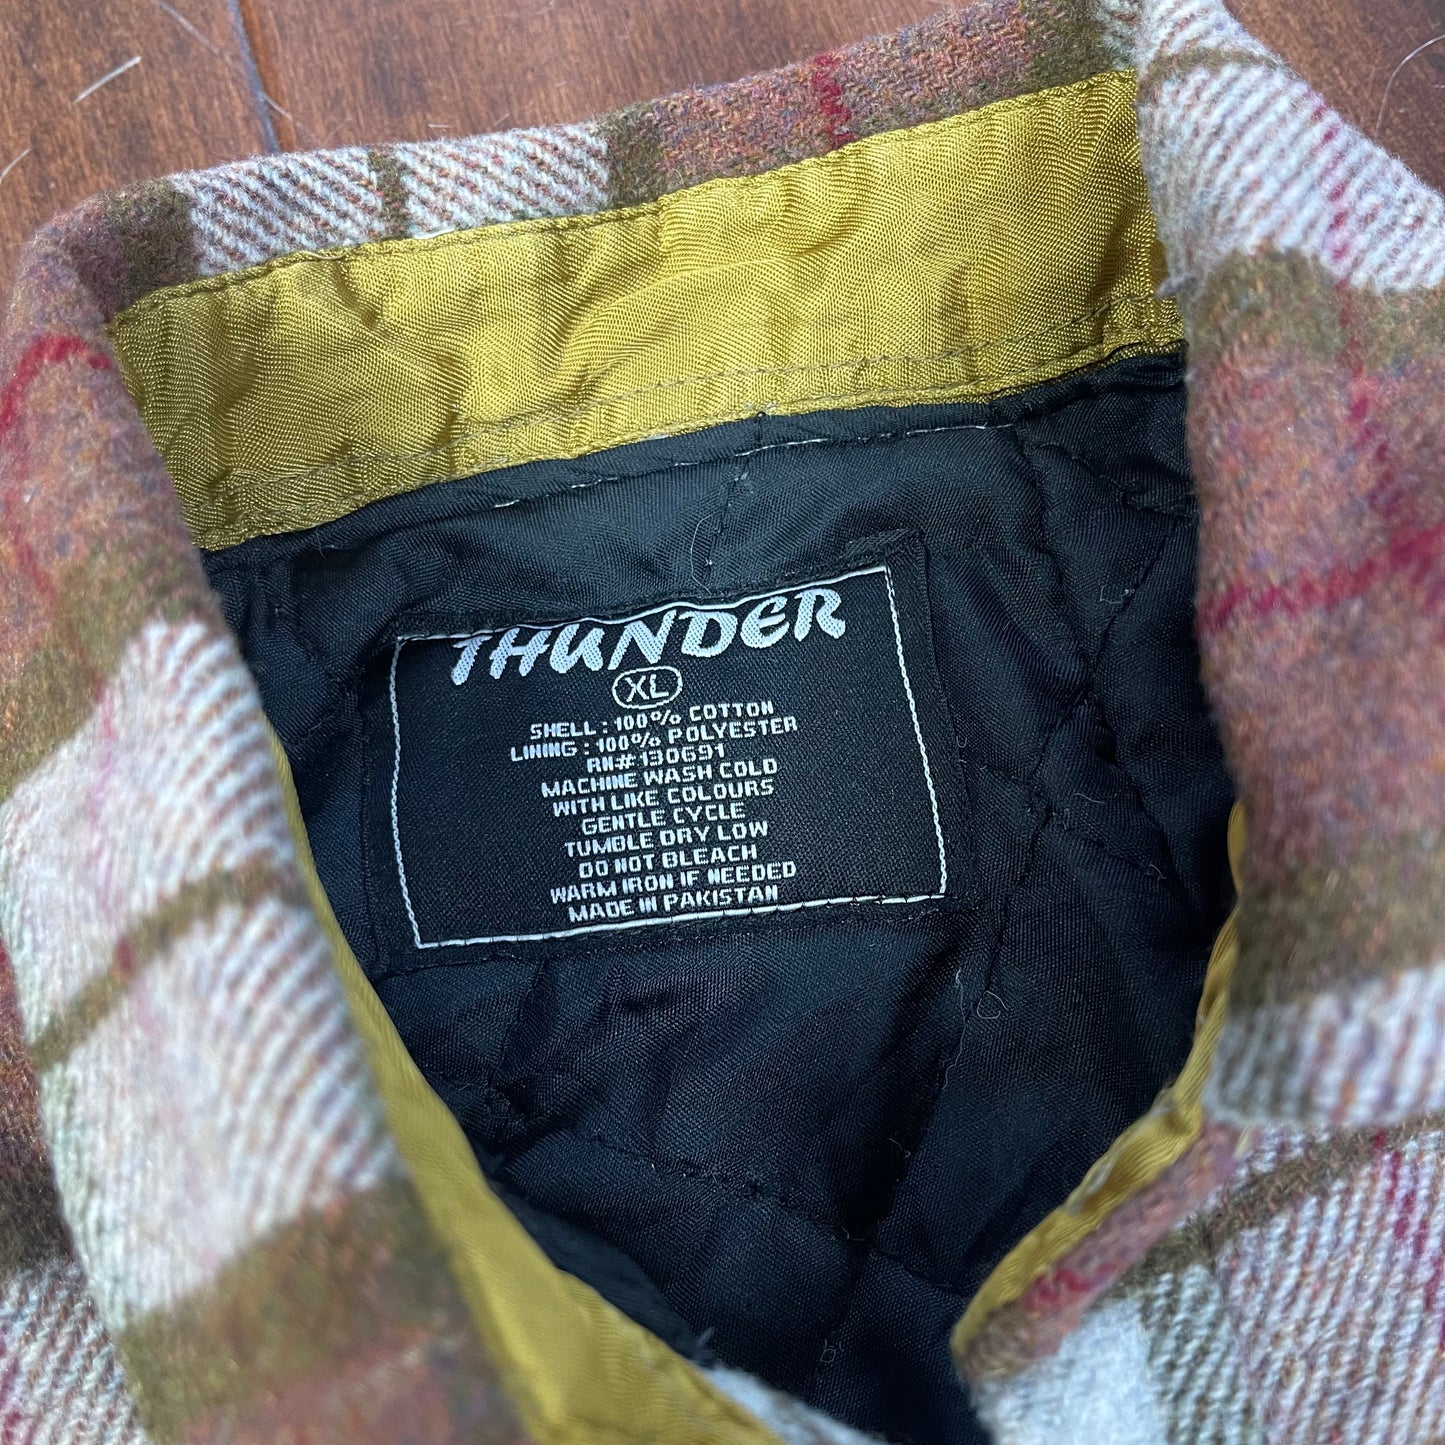 THUNDER
XL
SHELL : 100% COTTON
LINING : 100% POLYESTER
RN# 130691
MACHINE WASH COLD
WITH LIKE COLOURS
GENTLE CYCLE
TUMBLE DRY LOW
DO NOT BLEACH
WARM IRON IF NEEDED
MADE IN PAKISTAN